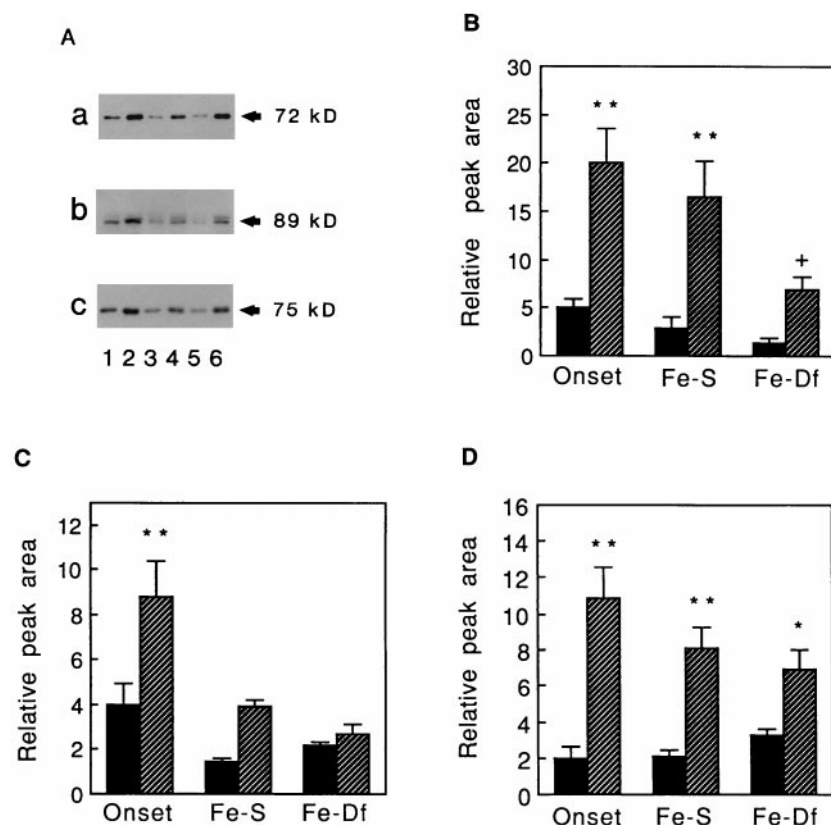 A
a
72 kD
b
89 kD
c
75 kD
1 2 3 4 5 6
B
Relative peak area
30
25
20
15
10
5
0
* *
* *
+
Onset Fe-S Fe-Df
C
Relative peak area
12
10
8
6
4
2
0
* *
Onset Fe-S Fe-Df
D
Relative peak area
16
14
12
10
8
6
4
2
0
* *
* *
*
Onset Fe-S Fe-Df